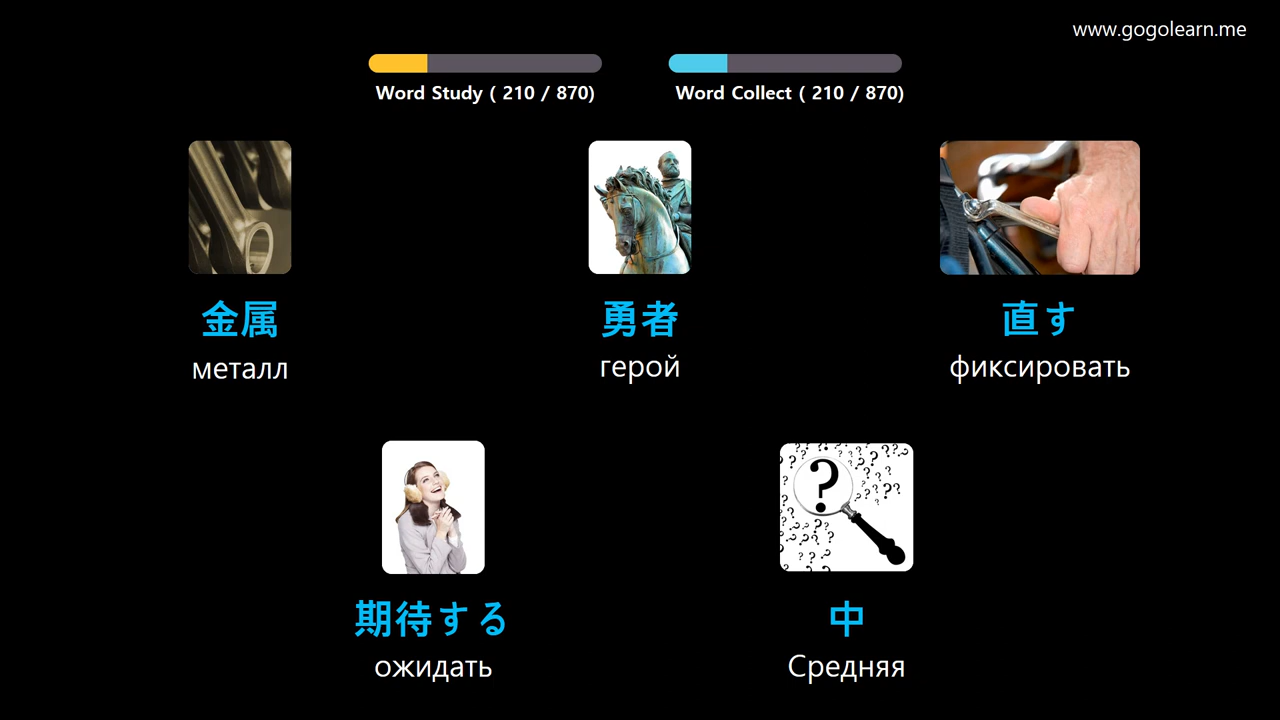 www.gogolearn.me
Word Study ( 210 / 870)
Word Collect ( 210 / 870)
金属
металл
勇者
герой
直す
фиксировать
期待する
ожидать
中
Средняя